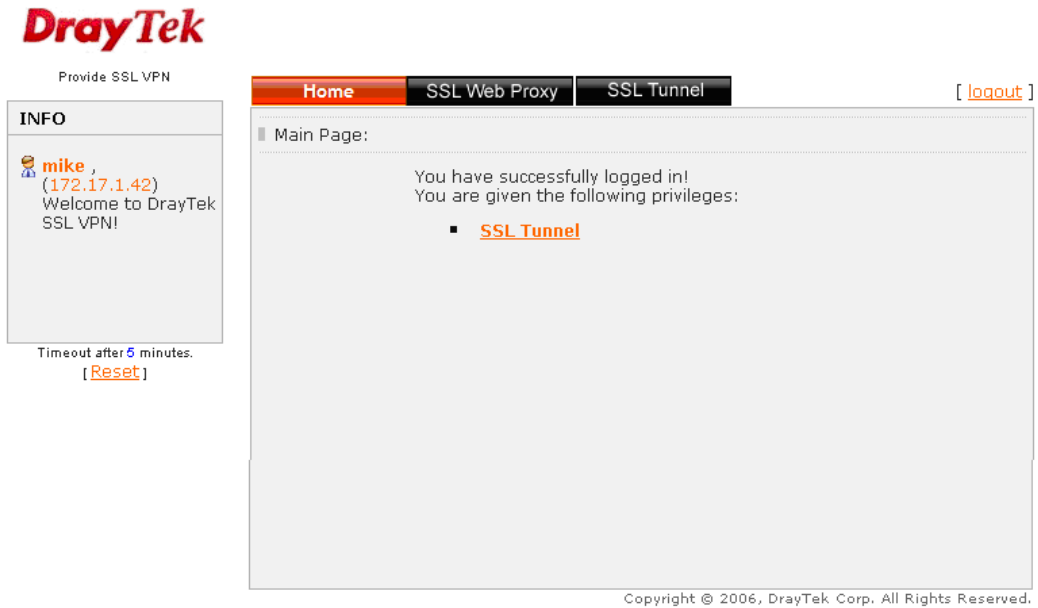 DrayTek
Provide SSL VPN
Home
SSL Web Proxy
SSL Tunnel
[ logout ]
INFO
mike ,
(172.17.1.42)
Welcome to DrayTek
SSL VPN!
Timeout after 5 minutes.
[ Reset ]
Main Page:
You have successfully logged in!
You are given the following privileges:
SSL Tunnel
Copyright © 2006, DrayTek Corp. All Rights Reserved.